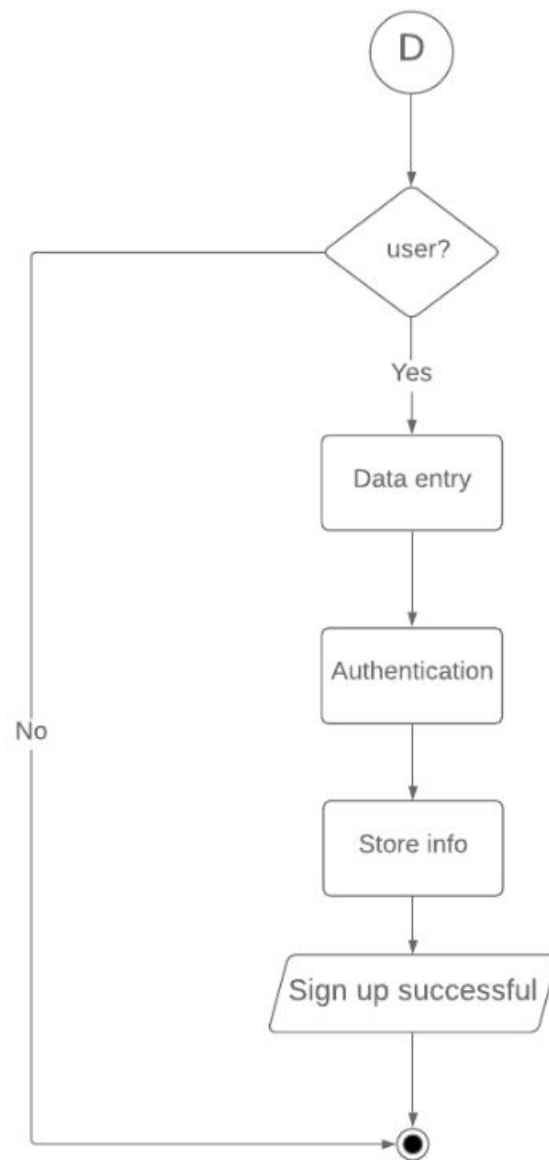 D
user?
Yes
Data entry
Authentication
No
Store info
Sign up successful